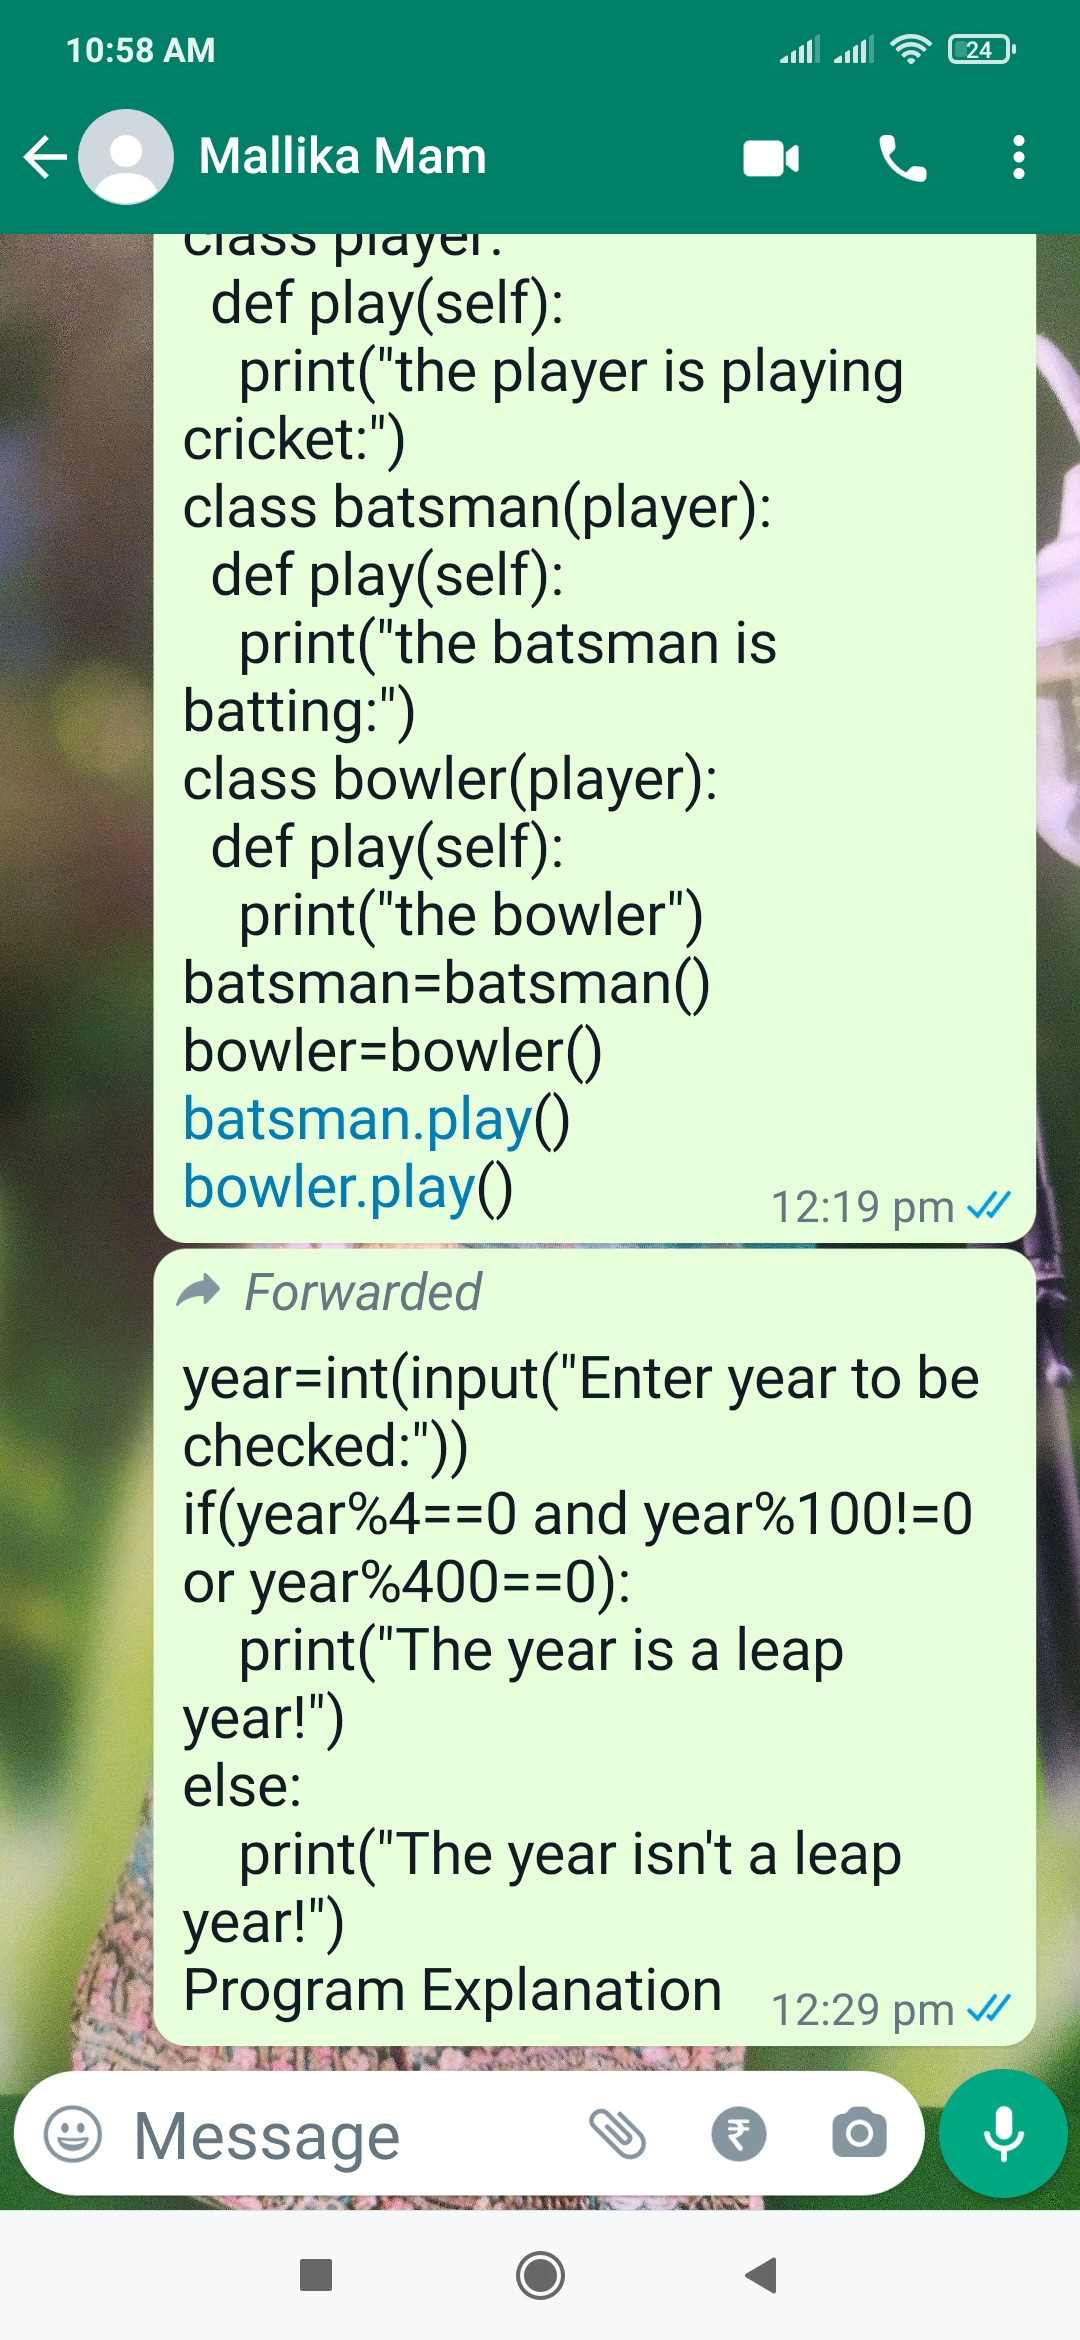 10:58 AM
24
Mallika Mam
class player:
def play(self):
print("the player is playing
cricket:")
class batsman(player):
def play(self):
print("the batsman is
batting:")
class bowler(player):
def play(self):
print("the bowler")
batsman=batsman()
bowler=bowler()
batsman.play()
bowler.play()
12:19 pm
Forwarded
year=int(input("Enter year to be
checked:"))
if(year%4==0 and year%100!=0
or year%400==0):
print("The year is a leap
year!")
else:
print("The year isn't a leap
year!")
Program Explanation
12:29 pm
Message
₹